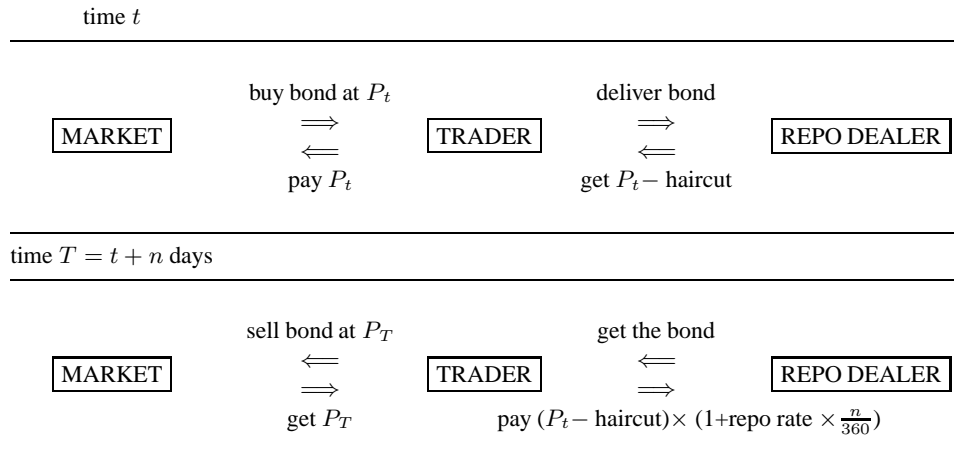 time t
buy bond at P_t deliver bond
⟹ ⟹
MARKET TRADER REPO DEALER
⟸ ⟸
pay P_t get P_t − haircut
time T = t + n days
sell bond at P_T get the bond
⟸ ⟸
MARKET TRADER REPO DEALER
⟹ ⟹
get P_T pay (P_t − haircut)× (1+repo rate × n/360)